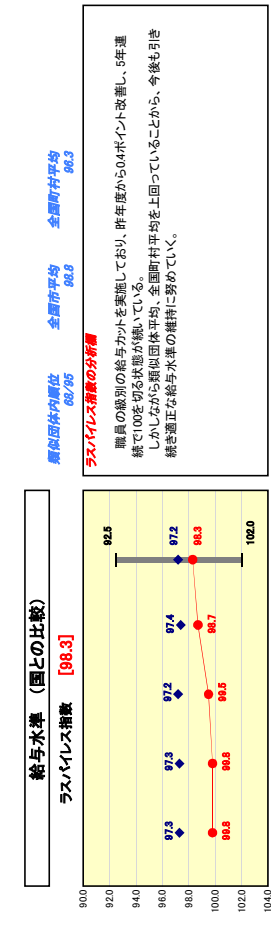 給与水準 （国との比較）
ラスパイレス指数 [98.3]
90.0
92.0
94.0
96.0
98.0
100.0
102.0
104.0
97.3
97.3
97.2
97.4
97.2
99.8
99.8
99.5
98.7
98.3
92.5
102.0
類似団体内順位 全国市平均 全国町村平均
68/95 98.8 96.3
ラスパイレス指数の分析欄
職員の級別の給与カットを実施しており、昨年度から0.4ポイント改善し、5年連
続で100を切る状態が続いている。
しかしながら類似団体平均、全国町村平均を上回っていることから、今後も引き
続き適正な給与水準の維持に努めていく。